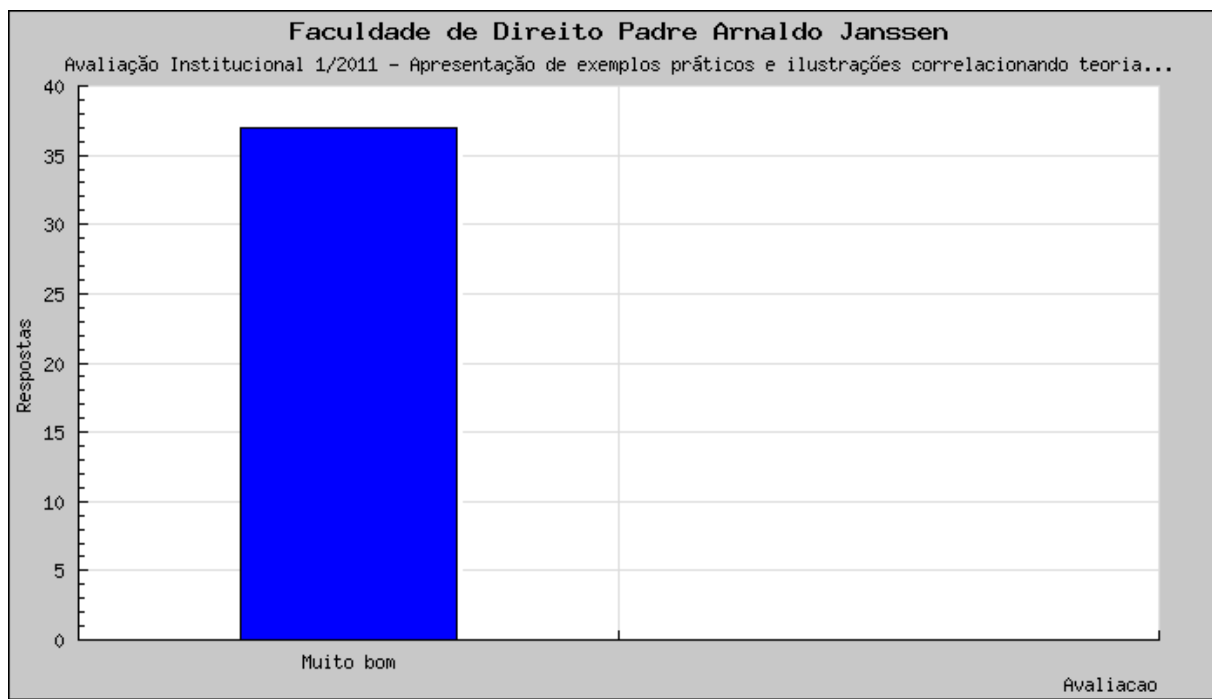 Faculdade de Direito Padre Arnaldo Janssen
Avaliação Institucional 1/2011 - Apresentação de exemplos práticos e ilustrações correlacionando teoria...
40
35
30
25
20
15
10
5
0
Respostas
Muito bom
Avaliacao